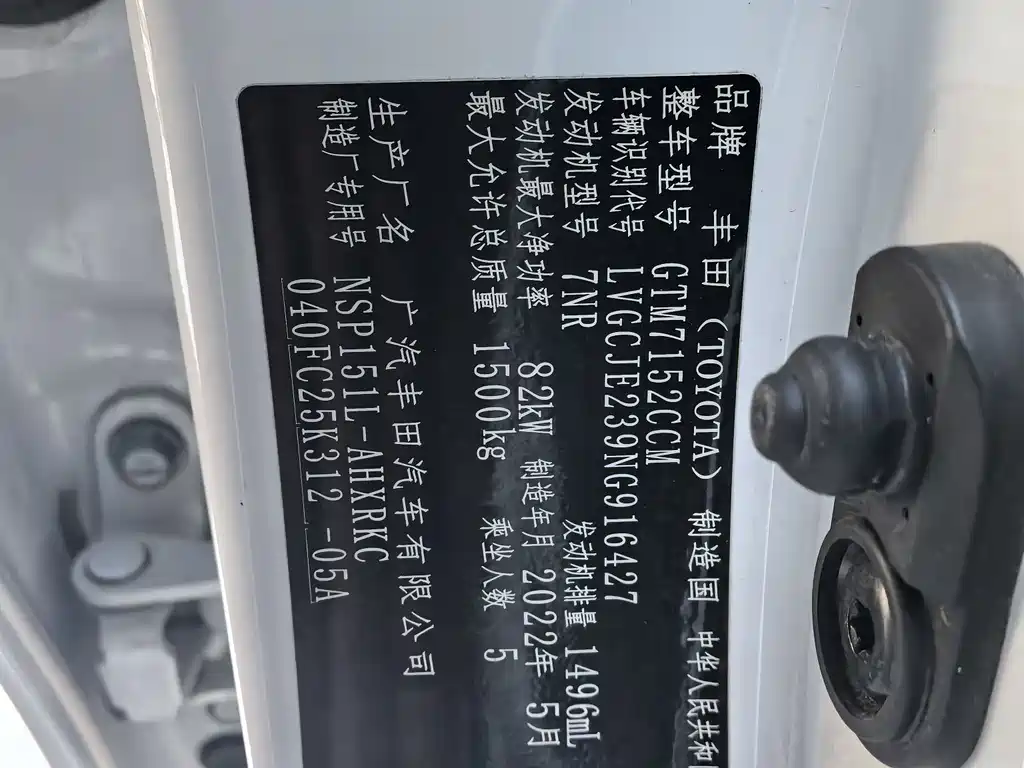 品牌 丰田 (TOYOTA) 制造国 中华人民共和
整车型号 GTM7152CCM
车辆识别代号 LVGCJE239NG916427
发动机型号 7NR 发动机排量 1496mL
发动机最大净功率 82kW 制造年月 2022年 5月
最大允许总质量 1500kg 乘坐人数 5
生产厂名 广汽丰田汽车有限公司
制造厂专用号 NSP151L-AHXRKC
040FC25K312 -05A